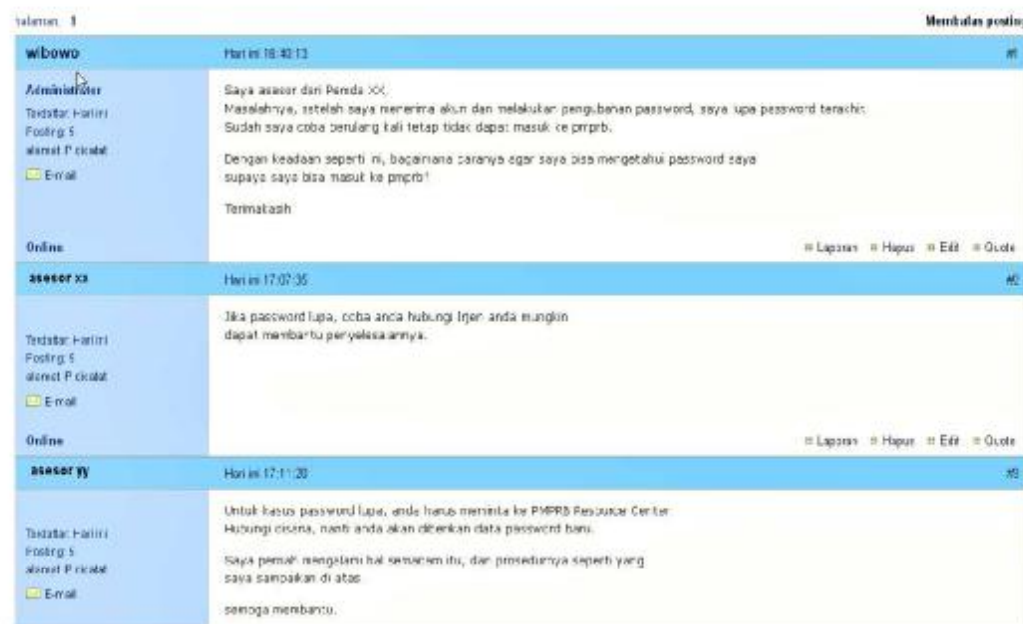 halaman: 1
Membalas posting
wibowo
Hari ini 16:40:13
#1
Administrator
Terdaftar: Hari ini
Posting: 5
alamat IP dicatat
E-mail
Online
Saya asesor dari Pemda XX,
Masalahnya, setelah saya menerima akun dan melakukan pengubahan password, saya lupa password terakhir.
Sudah saya coba berulang kali tetap tidak dapat masuk ke pmprb.
Dengan keadaan seperti ini, bagaimana caranya agar saya bisa mengetahui password saya
supaya saya bisa masuk ke pmprb?
Terimakasih
Laporan Hapus Edit Quote
asesor xx
Hari ini 17:07:35
#2
Terdaftar: Hari ini
Posting: 5
alamat IP dicatat
E-mail
Online
Jika password lupa, coba anda hubungi Irjen anda mungkin
dapat membantu penyelesaiannya.
Laporan Hapus Edit Quote
asesor yy
Hari ini 17:11:20
#3
Terdaftar: Hari ini
Posting: 5
alamat IP dicatat
E-mail
Untuk kasus password lupa, anda harus meminta ke PMPRB Resource Center
Hubungi disana, nanti anda akan diberikan data password baru.
Saya pernah mengalami hal semacam itu, dan prosedurnya seperti yang
saya sampaikan di atas
semoga membantu.